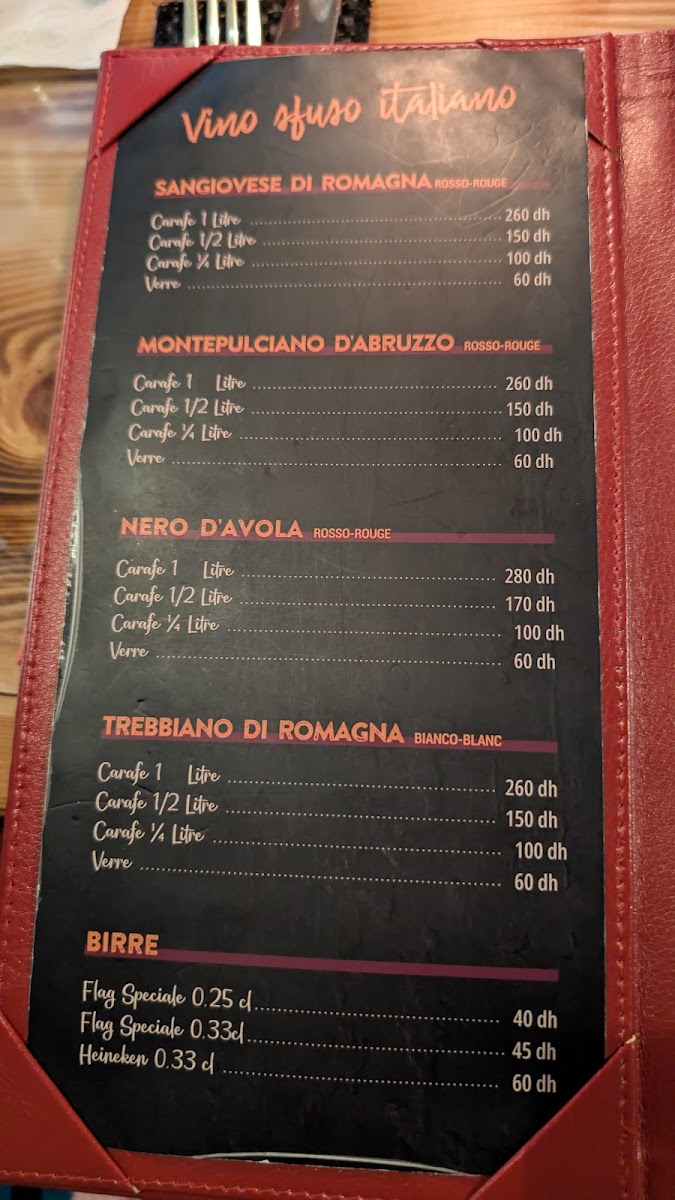 Vino sfuso italiano
SANGIOVESE DI ROMAGNA ROSSO-ROUGE
Carafe 1 Litre 260 dh
Carafe 1/2 Litre 150 dh
Carafe ¼ Litre 100 dh
Verre 60 dh
MONTEPULCIANO D'ABRUZZO ROSSO-ROUGE
Carafe 1 Litre 260 dh
Carafe 1/2 Litre 150 dh
Carafe ¼ Litre 100 dh
Verre 60 dh
NERO D'AVOLA ROSSO-ROUGE
Carafe 1 Litre 280 dh
Carafe 1/2 Litre 170 dh
Carafe ¼ Litre 100 dh
Verre 60 dh
TREBBIANO DI ROMAGNA BIANCO-BLANC
Carafe 1 Litre 260 dh
Carafe 1/2 Litre 150 dh
Carafe ¼ Litre 100 dh
Verre 60 dh
BIRRE
Flag Speciale 0.25 cl 40 dh
Flag Speciale 0.33cl 45 dh
Heineken 0.33 cl 60 dh